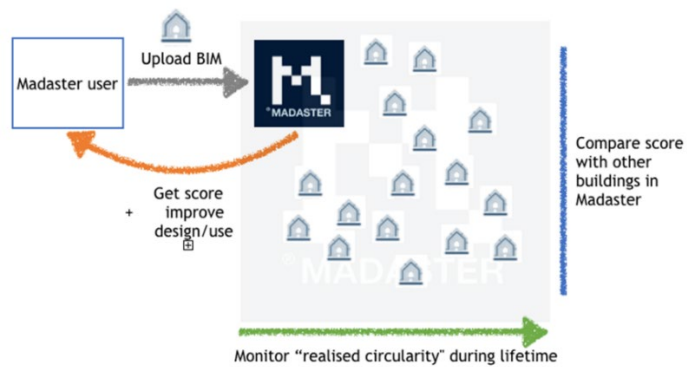 Upload BIM
Madaster user
M.
®MADASTER
Compare score
with other
buildings in
Madaster
Get score
+ improve
design/use
®MADASTER
Monitor “realised circularity" during lifetime